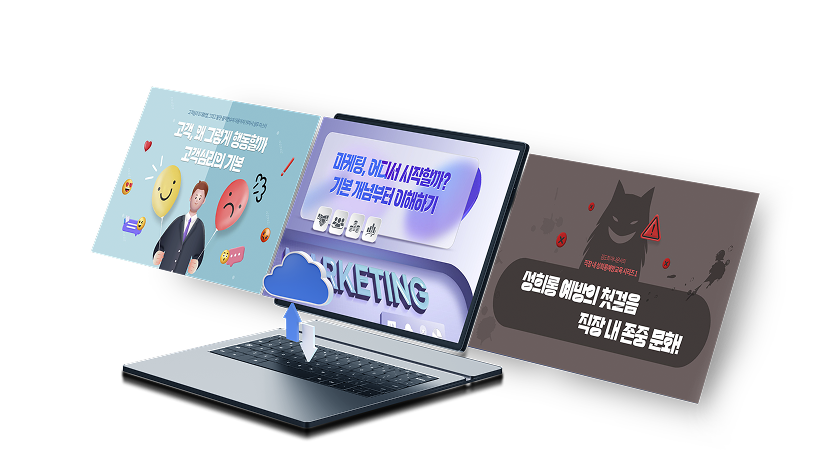 고객, 왜 그렇게 행동할까
고객심리의 기본
마케팅, 어디서 시작할까?
기본 개념부터 이해하기
MARKETING
성희롱 예방의 첫걸음
직장 내 존중 문화!